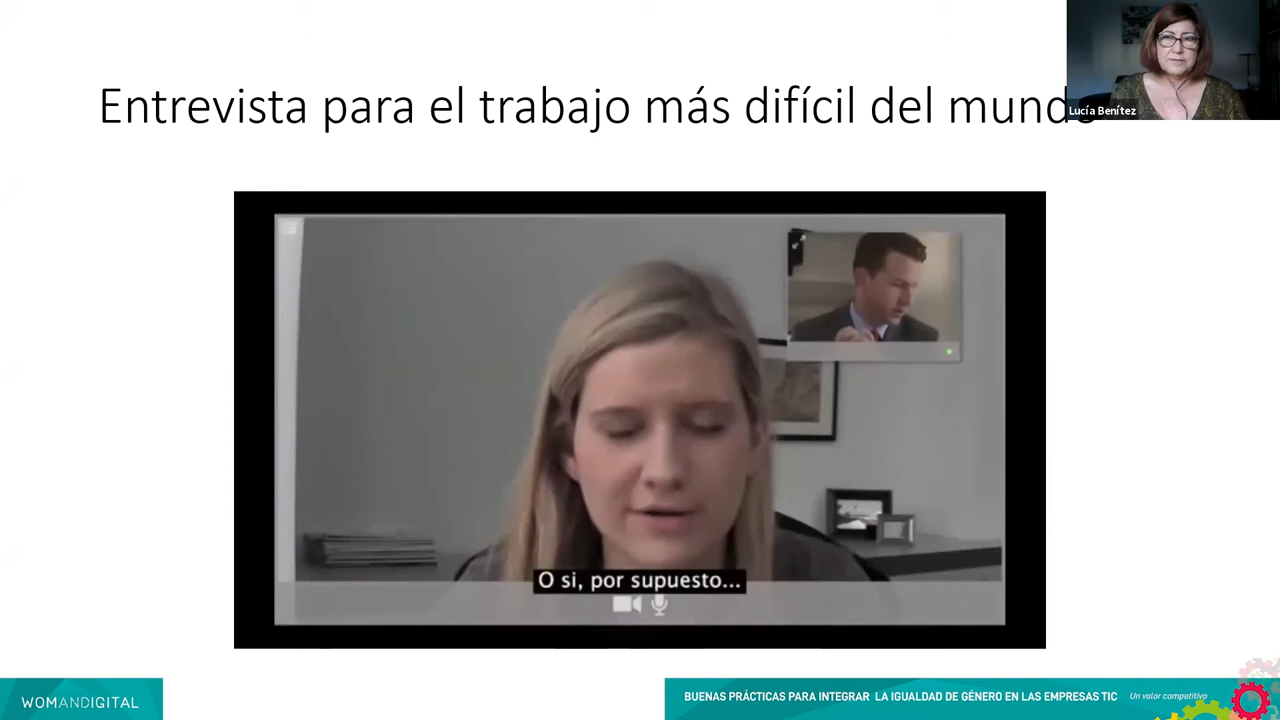 Entrevista para el trabajo más difícil del mundo
Lucía Benítez
O si, por supuesto...
WOMANDIGITAL
BUENAS PRÁCTICAS PARA INTEGRAR LA IGUALDAD DE GÉNERO EN LAS EMPRESAS TIC
Un valor competitivo